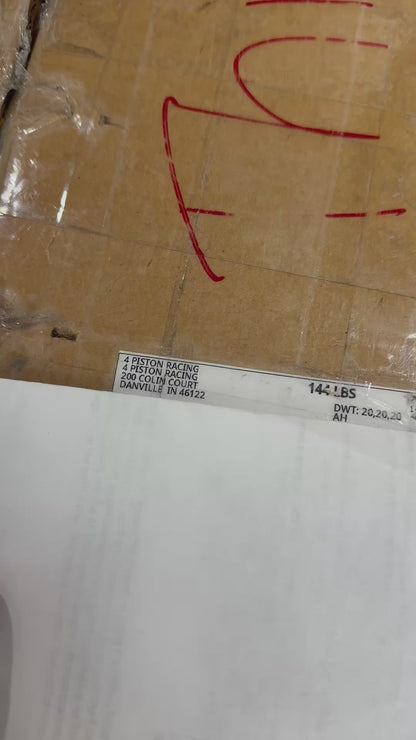 4 PISTON RACING
4 PISTON RACING
200 COLIN COURT
DANVILLE IN 46122
144 LBS
DWT: 20,20,20
AH